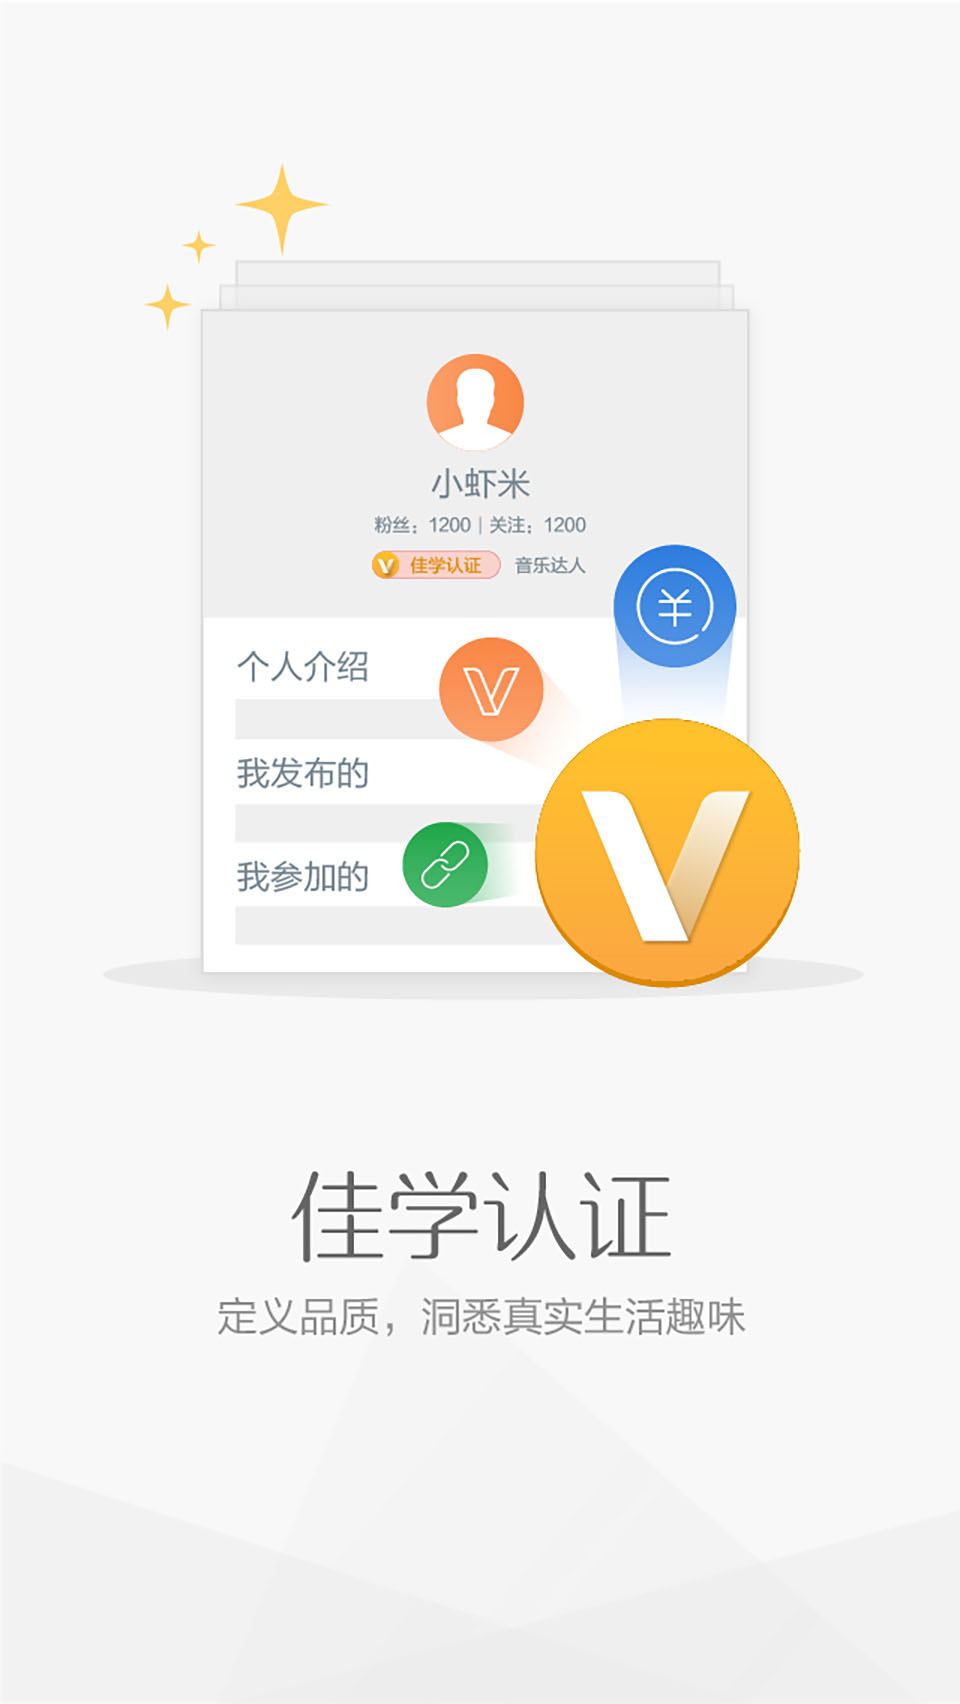 小虾米
粉丝：1200 | 关注：1200
V 佳学认证 音乐达人
个人介绍
我发布的
我参加的
V
V
佳学认证
定义品质，洞悉真实生活趣味